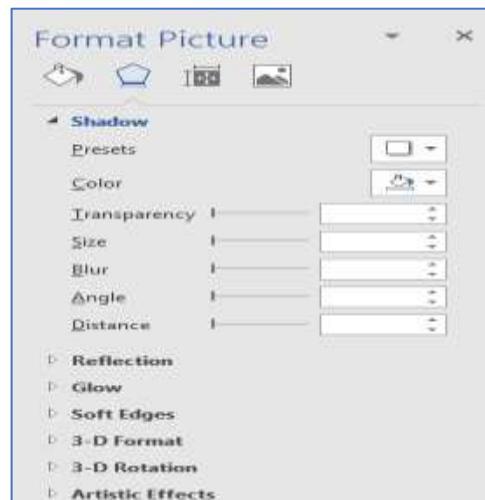 Format Picture
Shadow
Presets
Color
Transparency
Size
Blur
Angle
Distance
Reflection
Glow
Soft Edges
3-D Format
3-D Rotation
Artistic Effects